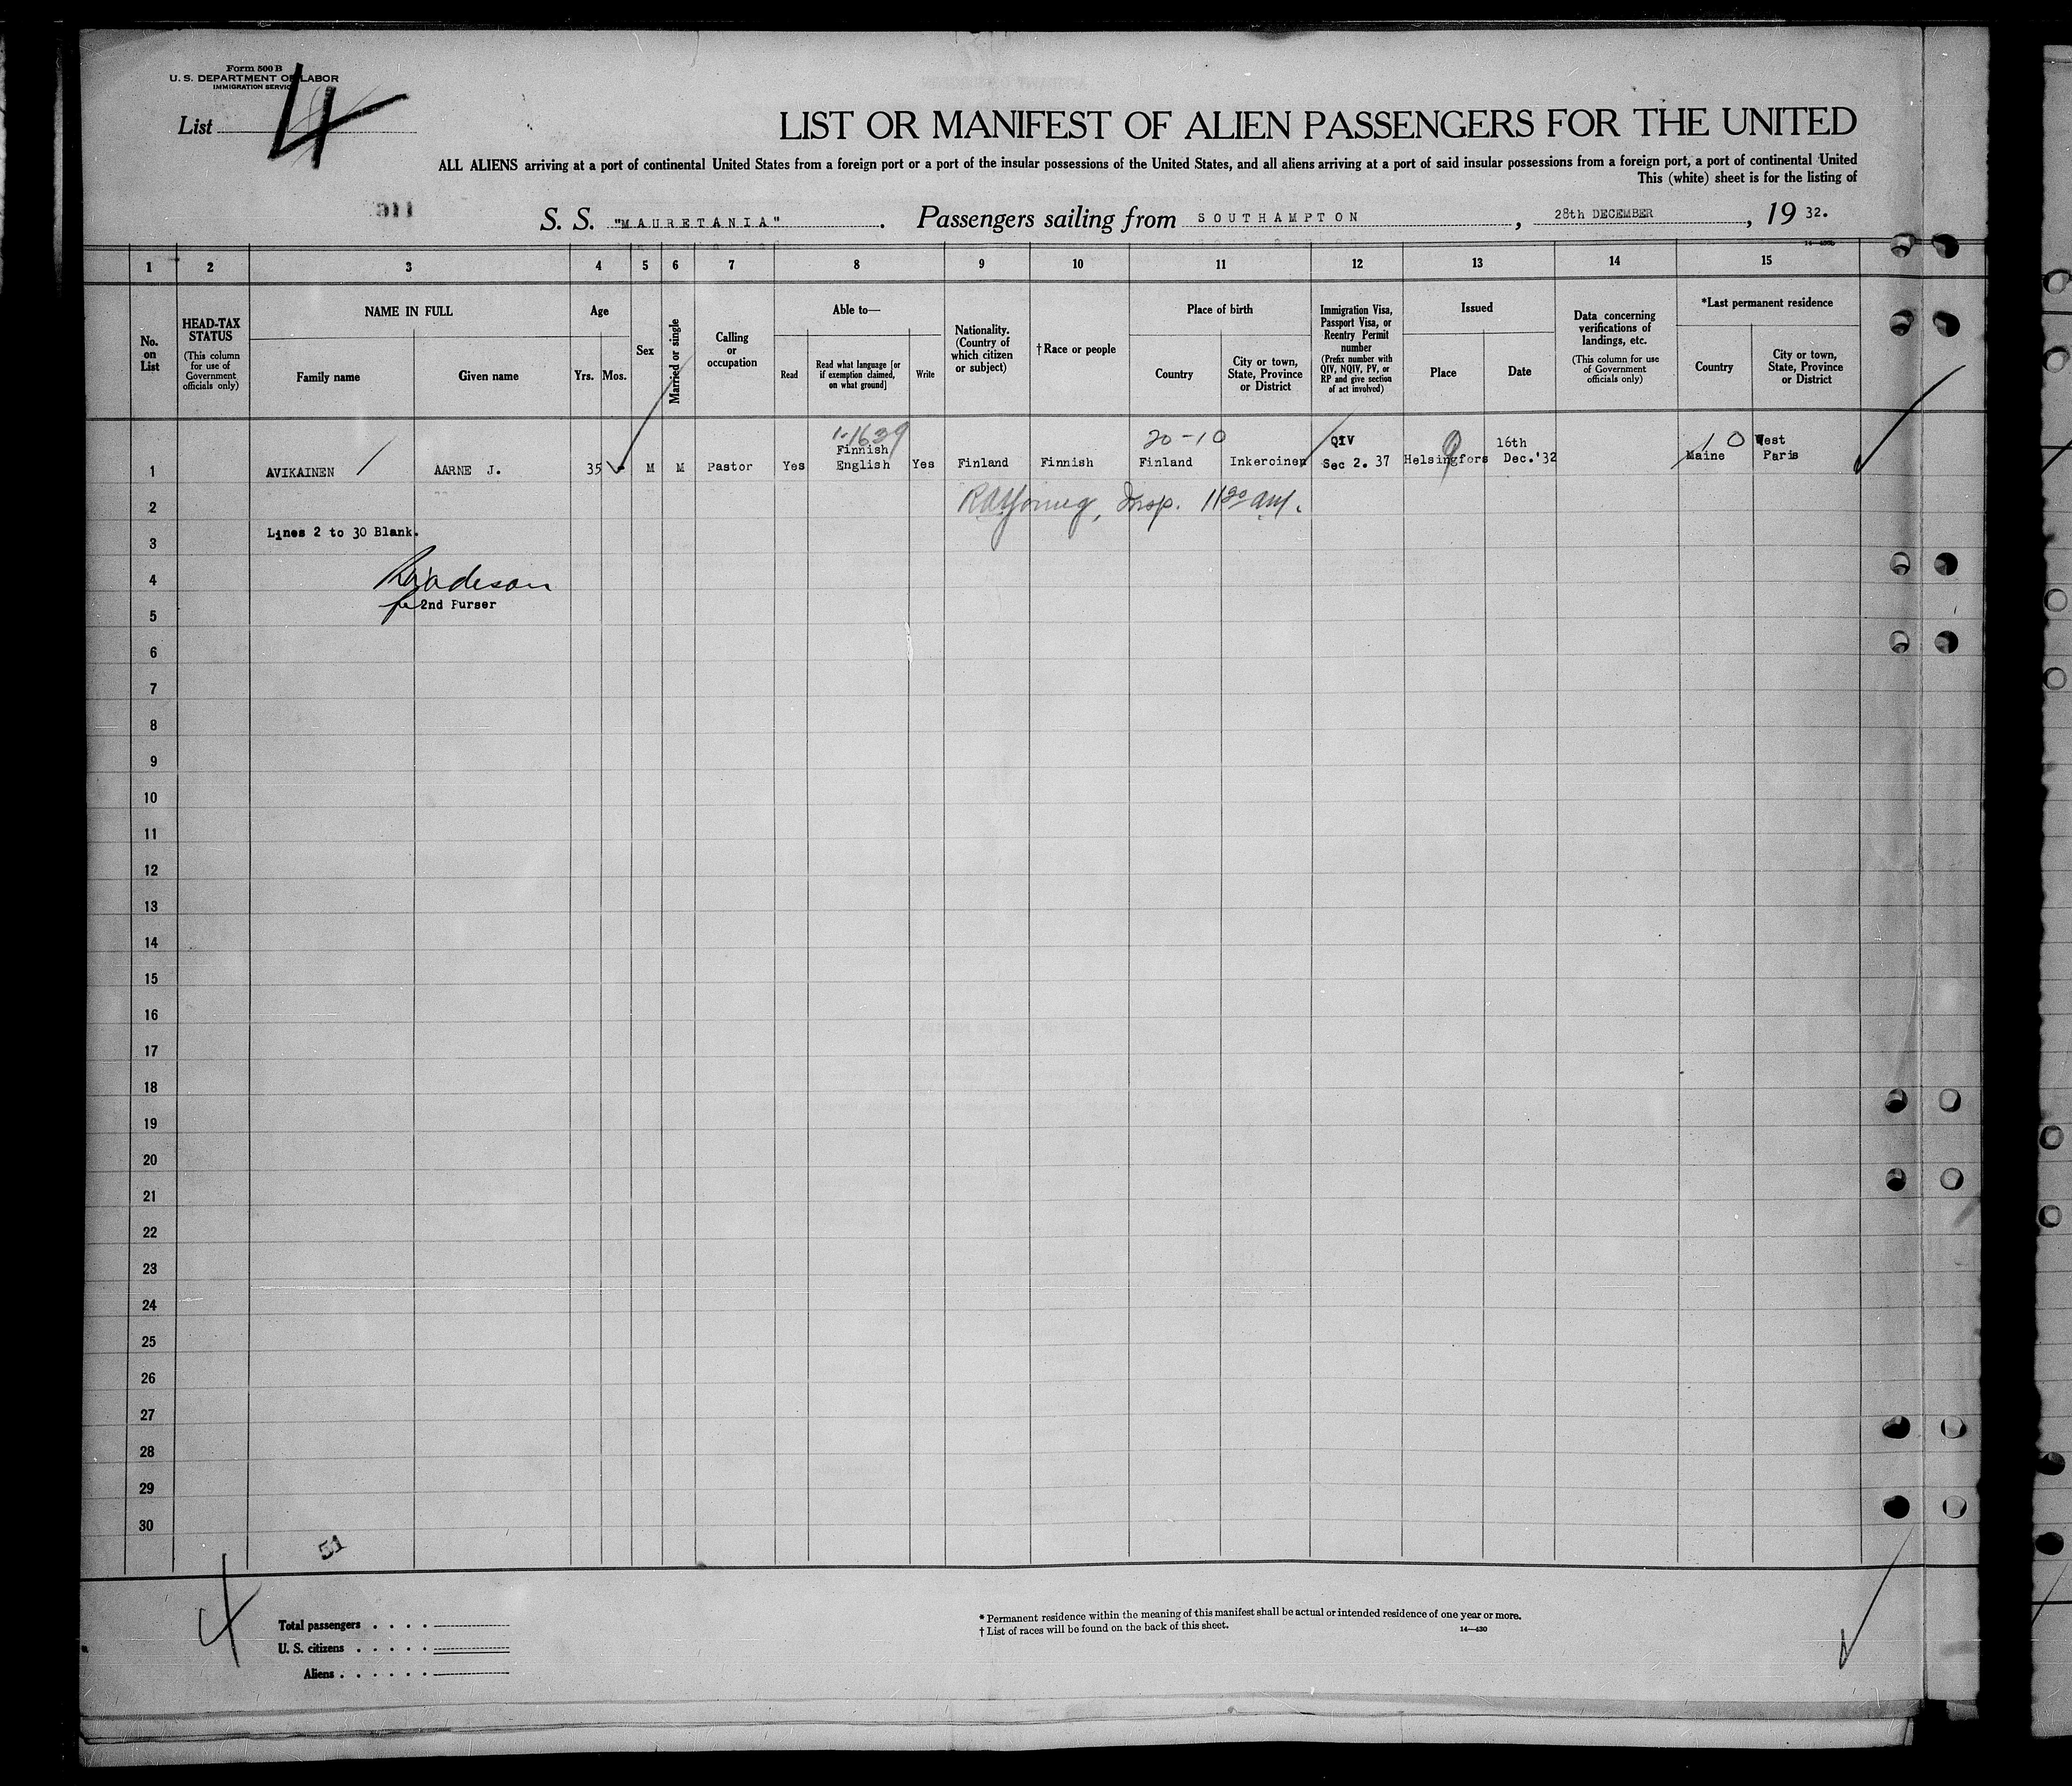 Form 500 B
U. S. DEPARTMENT OF LABOR
IMMIGRATION SERVICE
List 4
LIST OR MANIFEST OF ALIEN PASSENGERS FOR THE UNITED
ALL ALIENS arriving at a port of continental United States from a foreign port or a port of the insular possessions of the United States, and all aliens arriving at a port of said insular possessions from a foreign port, a port of continental United
This (white) sheet is for the listing of
311
S. S. "MAURETANIA". Passengers sailing from SOUTHAMPTON, 28th DECEMBER, 1932.
1 2 3 4 5 6 7 8 9 10 11 12 13 14 15
No. on List
HEAD-TAX STATUS
(This column for use of Government officials only)
NAME IN FULL
Family name
Given name
Age
Yrs.
Mos.
Sex
Married or single
Calling or occupation
Able to—
Read
Read what language [or if exemption claimed, on what ground]
Write
Nationality. (Country of which citizen or subject)
†Race or people
Place of birth
Country
City or town, State, Province or District
Immigration Visa, Passport Visa, or Reentry Permit number
(Prefix number with QIV, NQIV, PV, or RP and give section of act involved)
Issued
Place
Date
Data concerning verifications of landings, etc.
(This column for use of Government officials only)
*Last permanent residence
Country
City or town, State, Province or District
1-1639 20-10 QIV 9 16th 10 West
Finnish
1 AVIKAINEN AARNE J. 35 M M Pastor Yes English Yes Finland Finnish Finland Inkeroinen Sec 2. 37 Helsingfors Dec.'32 Maine Paris
2 Insp. 11 30 am.
Lines 2 to 30 Blank.
3
4
2nd Purser
5
6
7
8
9
10
11
12
13
14
15
16
17
18
19
20
21
22
23
24
25
26
27
28
29
30
51
4
Total passengers . . . .
U. S. citizens . . . . .
Aliens . . . . . .
* Permanent residence within the meaning of this manifest shall be actual or intended residence of one year or more.
† List of races will be found on the back of this sheet.
14—430